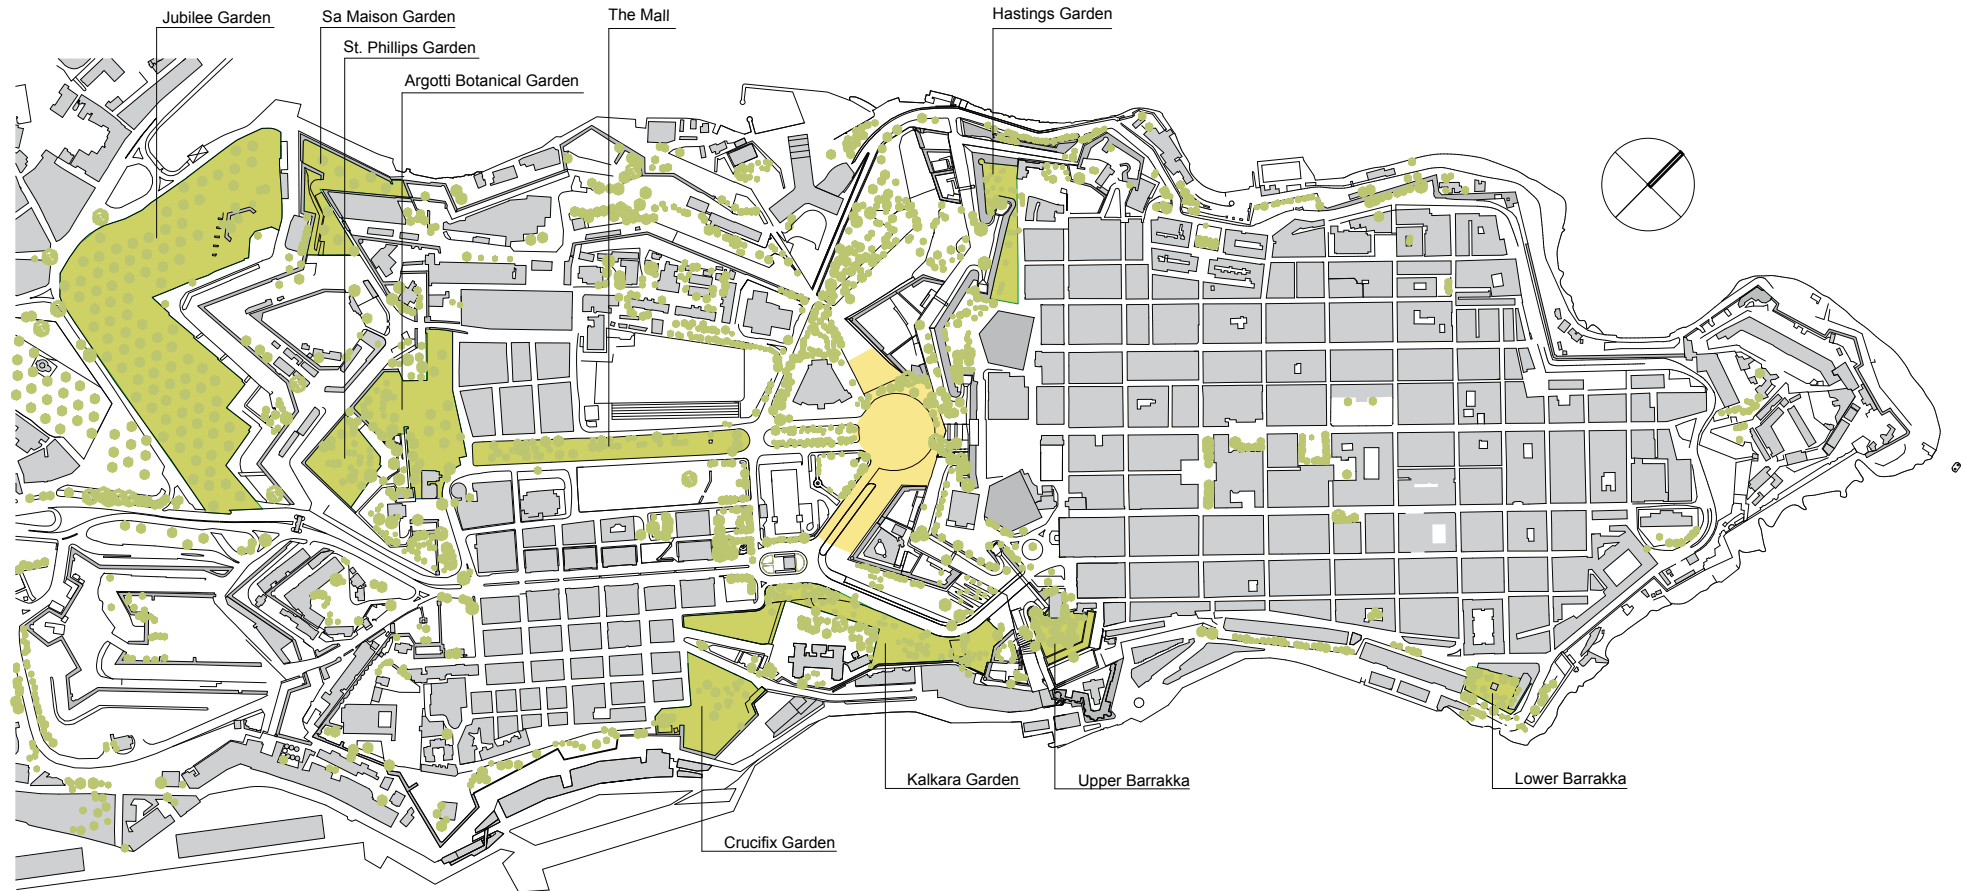 Jubilee Garden
Sa Maison Garden
The Mall
Hastings Garden
St. Phillips Garden
Argotti Botanical Garden
Kalkara Garden
Upper Barrakka
Lower Barrakka
Crucifix Garden